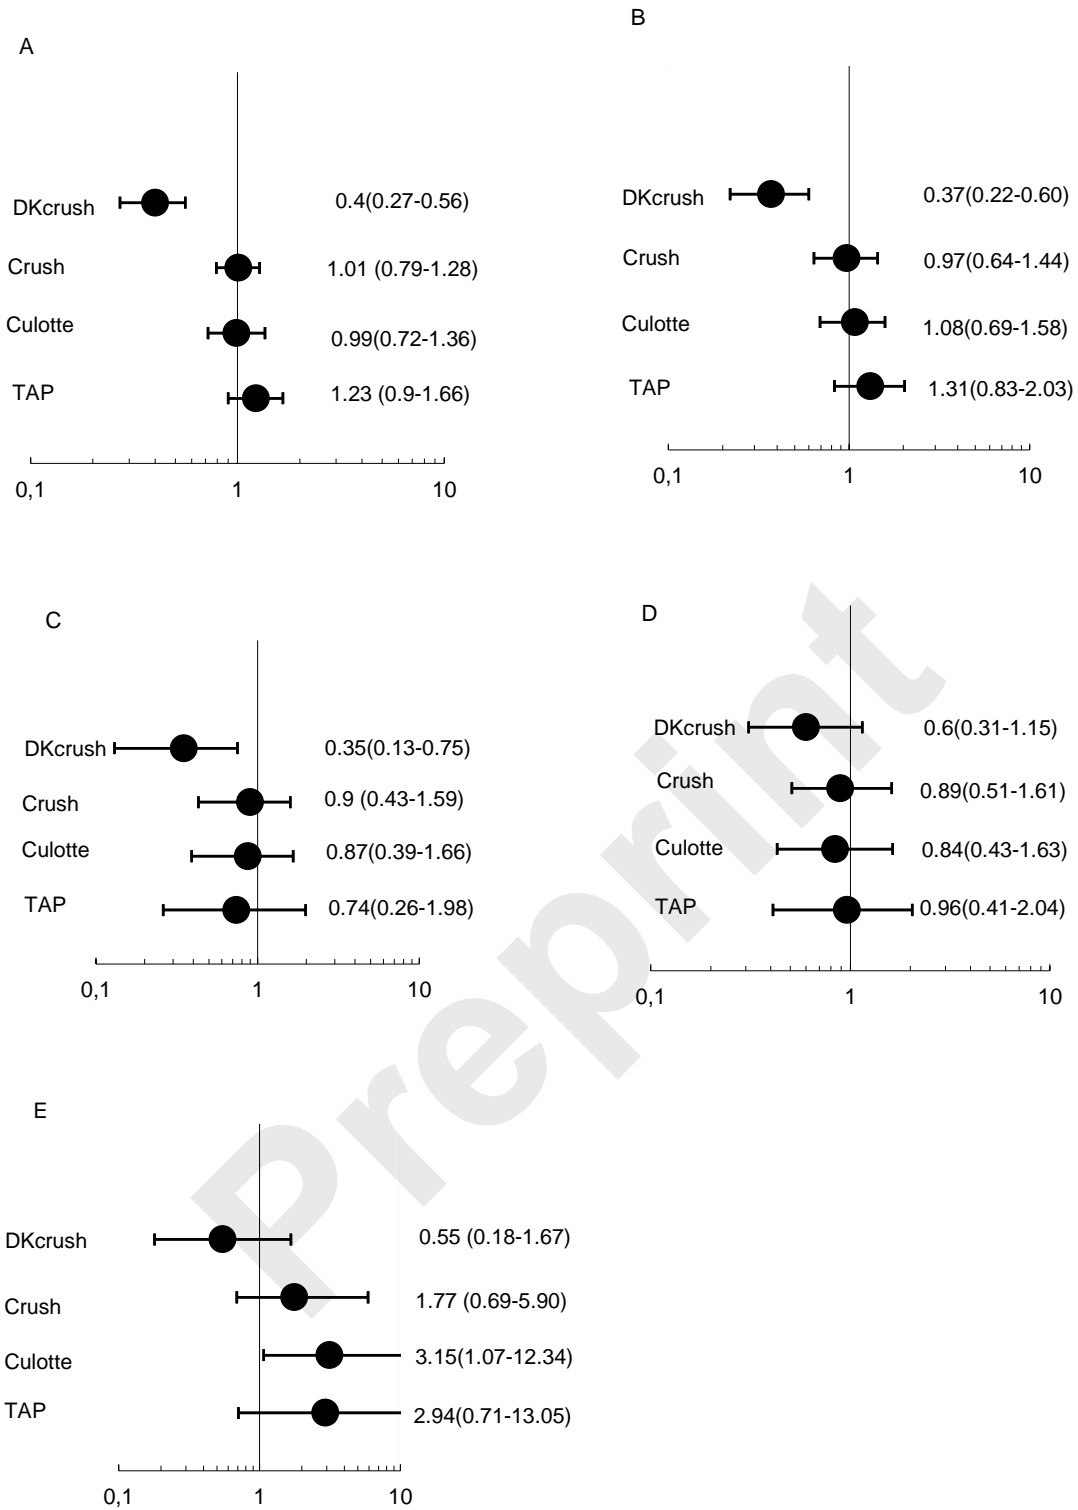 A
DKcrush 0.4(0.27-0.56)
Crush 1.01 (0.79-1.28)
Culotte 0.99(0.72-1.36)
TAP 1.23 (0.9-1.66)
0,1 1 10
B
DKcrush 0.37(0.22-0.60)
Crush 0.97(0.64-1.44)
Culotte 1.08(0.69-1.58)
TAP 1.31(0.83-2.03)
0,1 1 10
C
DKcrush 0.35(0.13-0.75)
Crush 0.9 (0.43-1.59)
Culotte 0.87(0.39-1.66)
TAP 0.74(0.26-1.98)
0,1 1 10
D
DKcrush 0.6(0.31-1.15)
Crush 0.89(0.51-1.61)
Culotte 0.84(0.43-1.63)
TAP 0.96(0.41-2.04)
0,1 1 10
E
DKcrush 0.55 (0.18-1.67)
Crush 1.77 (0.69-5.90)
Culotte 3.15(1.07-12.34)
TAP 2.94(0.71-13.05)
0,1 1 10
Preprint